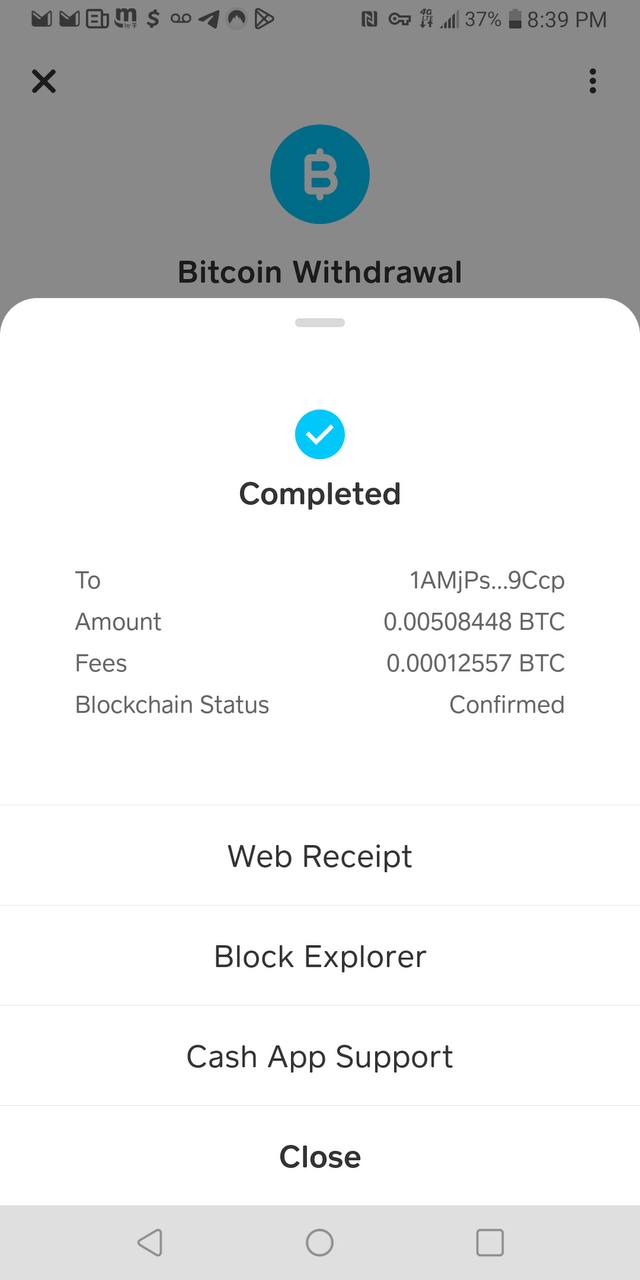 37% 8:39 PM
Bitcoin Withdrawal
Completed
To 1AMjPs...9Ccp
Amount 0.00508448 BTC
Fees 0.00012557 BTC
Blockchain Status Confirmed
Web Receipt
Block Explorer
Cash App Support
Close